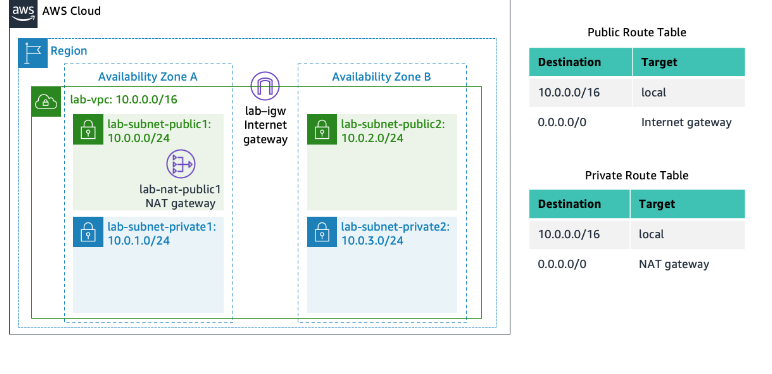 aws
AWS Cloud
Region
Availability Zone A
Availability Zone B
lab-vpc: 10.0.0.0/16
lab–igw
Internet
gateway
lab-subnet-public1:
10.0.0.0/24
lab-subnet-public2:
10.0.2.0/24
lab-nat-public1
NAT gateway
lab-subnet-private1:
10.0.1.0/24
lab-subnet-private2:
10.0.3.0/24
Public Route Table
Destination Target
10.0.0.0/16 local
0.0.0.0/0 Internet gateway
Private Route Table
Destination Target
10.0.0.0/16 local
0.0.0.0/0 NAT gateway